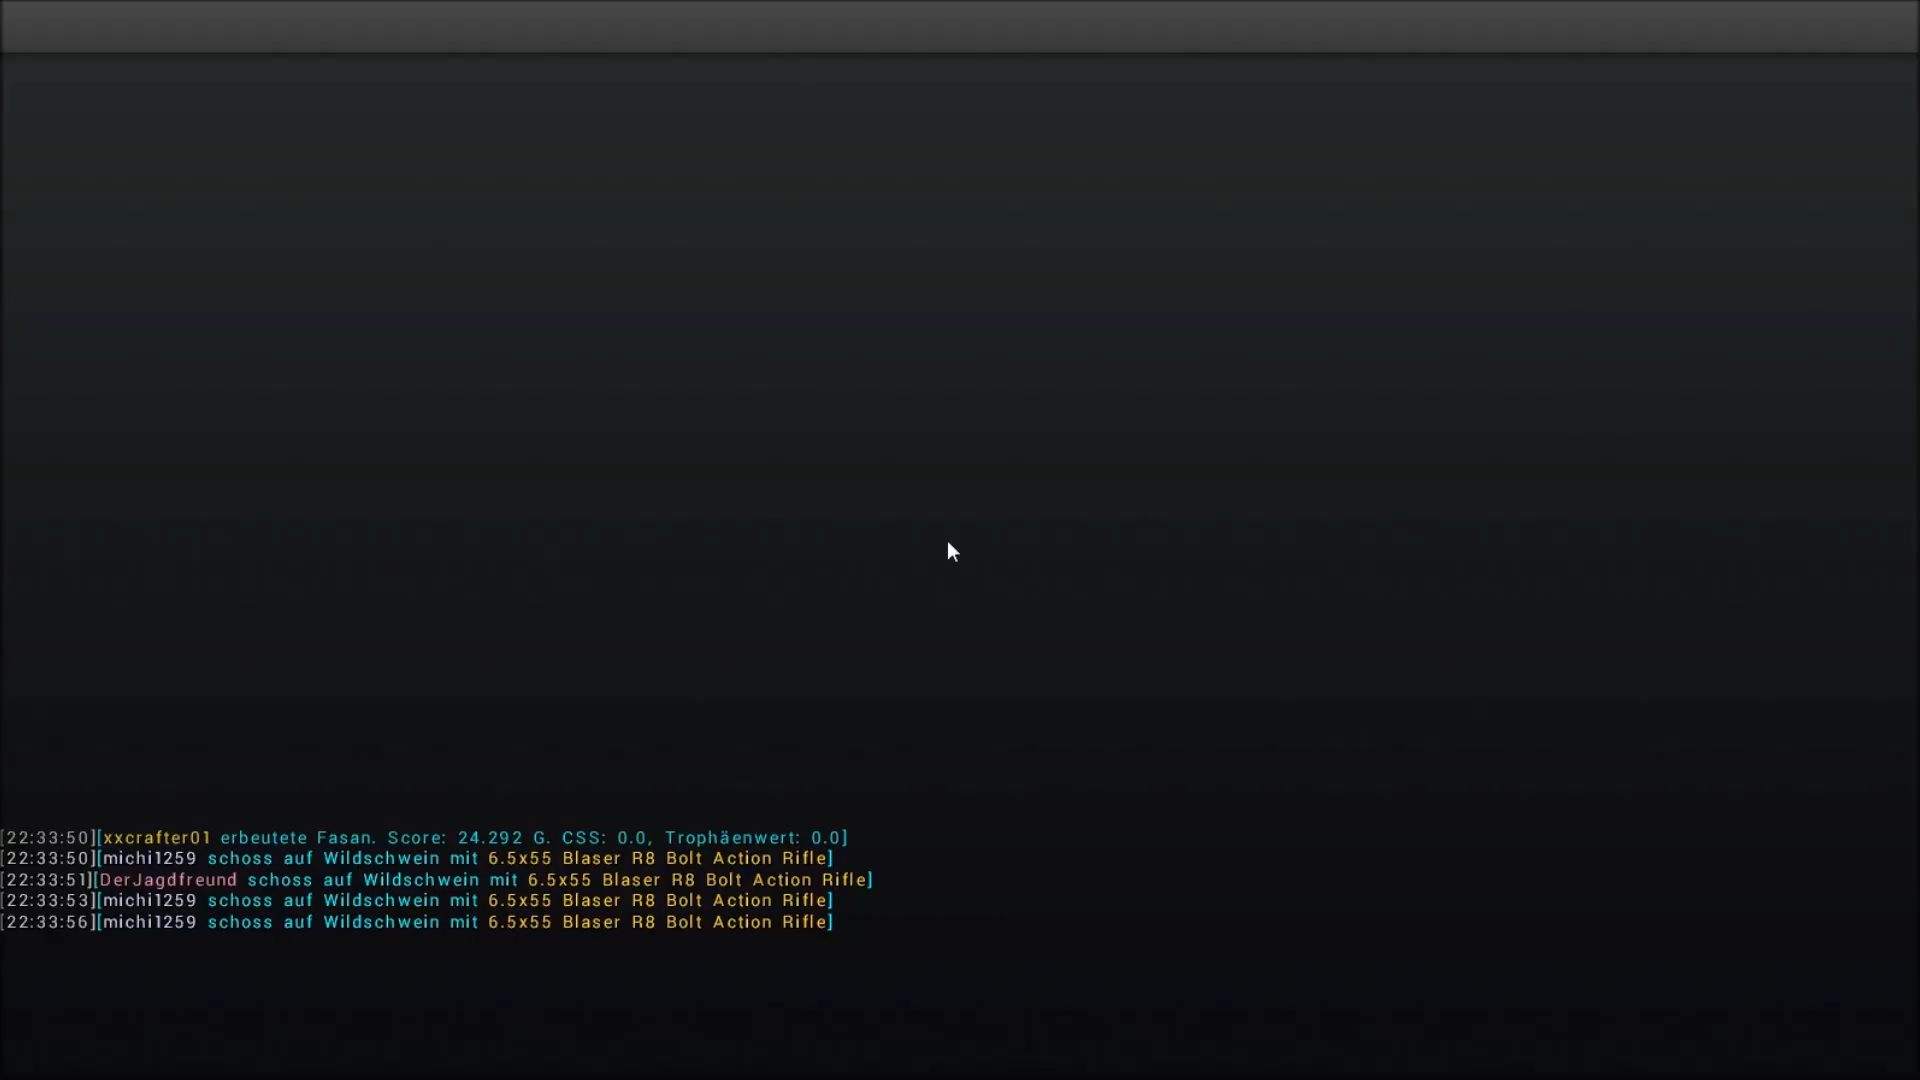 [22:33:50][xxcrafter01 erbeutete Fasan. Score: 24.292 G. CSS: 0.0, Trophäenwert: 0.0]
[22:33:50][michi1259 schoss auf Wildschwein mit 6.5x55 Blaser R8 Bolt Action Rifle]
[22:33:51][DerJagdfreund schoss auf Wildschwein mit 6.5x55 Blaser R8 Bolt Action Rifle]
[22:33:53][michi1259 schoss auf Wildschwein mit 6.5x55 Blaser R8 Bolt Action Rifle]
[22:33:56][michi1259 schoss auf Wildschwein mit 6.5x55 Blaser R8 Bolt Action Rifle]